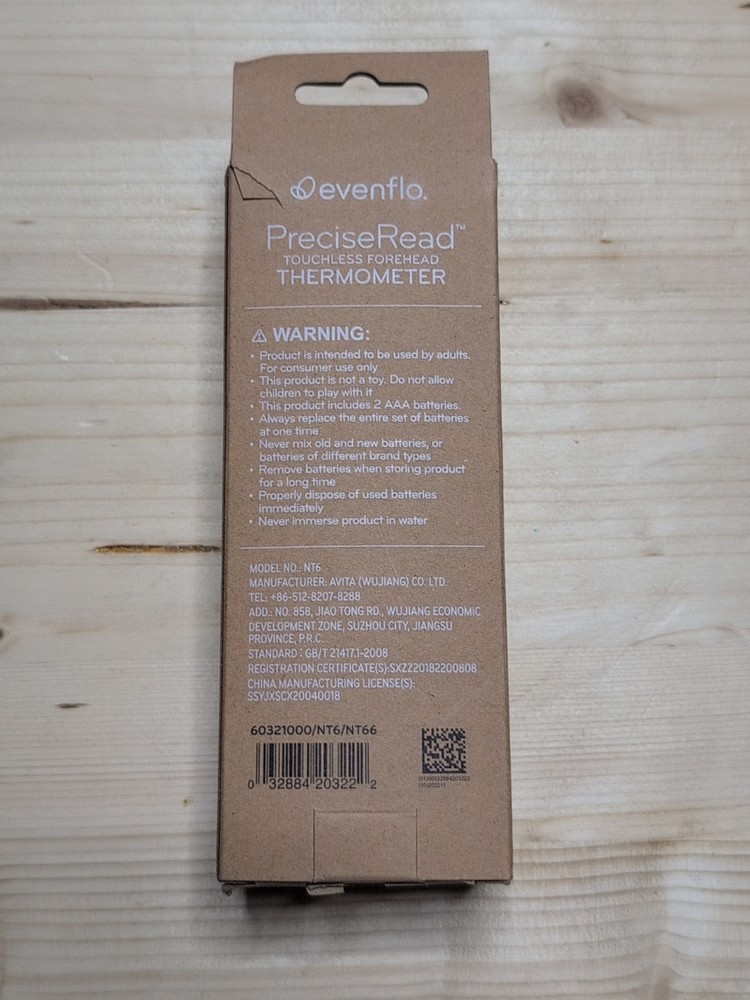 evenflo.
PreciseRead™
TOUCHLESS FOREHEAD
THERMOMETER
⚠ WARNING:
• Product is intended to be used by adults.
For consumer use only
• This product is not a toy. Do not allow
children to play with it
• This product includes 2 AAA batteries.
• Always replace the entire set of batteries
at one time
• Never mix old and new batteries, or
batteries of different brand types
• Remove batteries when storing product
for a long time
• Properly dispose of used batteries
immediately
• Never immerse product in water
MODEL NO.: NT6
MANUFACTURER: AVITA (WUJIANG) CO. LTD.
TEL: +86-512-8207-8288
ADD.: NO. 858, JIAO TONG RD., WUJIANG ECONOMIC
DEVELOPMENT ZONE, SUZHOU CITY, JIANGSU
PROVINCE, P.R.C.
STANDARD : GB/T 21417.1-2008
REGISTRATION CERTIFICATE(S):SXZZ20182200808
CHINA MANUFACTURING LICENSE(S):
SSYJXSCX20040018
60321000/NT6/NT66
0 32884 20322 2